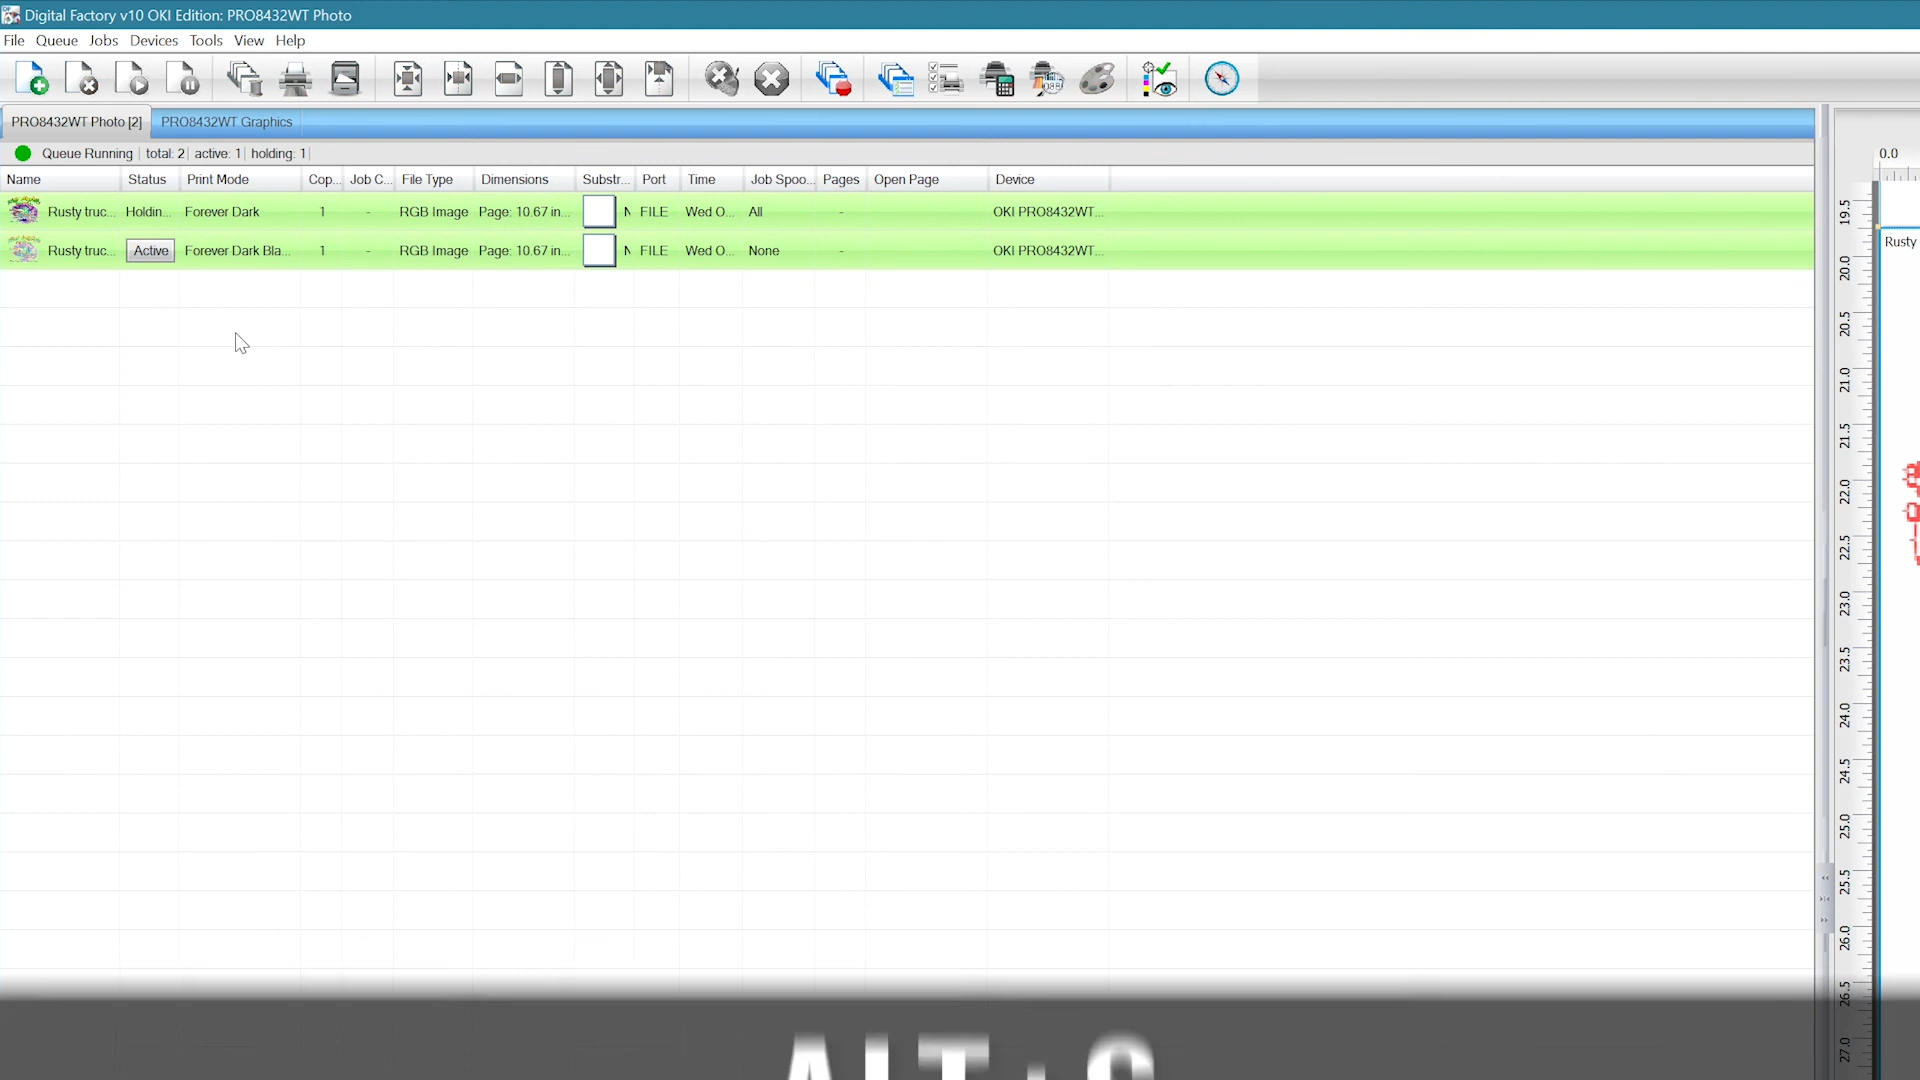 Digital Factory v10 OKI Edition: PRO8432WT Photo
File Queue Jobs Devices Tools View Help
PRO8432WT Photo [2] PRO8432WT Graphics
Queue Running total: 2 active: 1 holding: 1
Name Status Print Mode Cop... Job C... File Type Dimensions Substr... Port Time Job Spoo... Pages Open Page Device
Rusty truc... Holdin... Forever Dark 1 - RGB Image Page: 10.67 in... N FILE Wed O... All - OKI PRO8432WT...
Rusty truc... Active Forever Dark Bla... 1 - RGB Image Page: 10.67 in... N FILE Wed O... None - OKI PRO8432WT...
0.0
Rusty
19.5
20.0
20.5
21.0
21.5
22.0
22.5
23.0
23.5
24.0
24.5
25.0
25.5
26.0
26.5
27.0